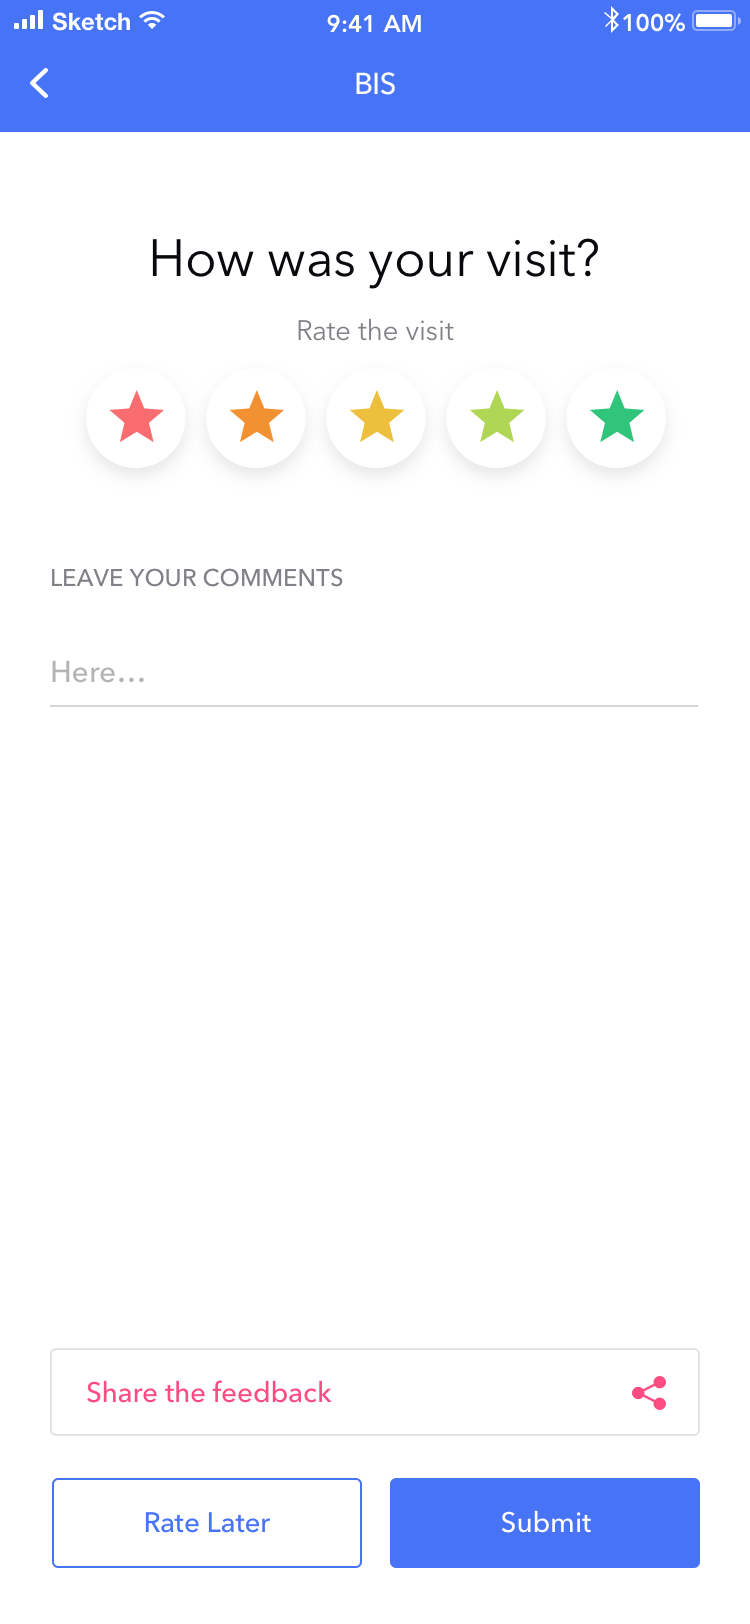 Sketch 9:41 AM 100%
BIS
How was your visit?
Rate the visit
LEAVE YOUR COMMENTS
Here...
Share the feedback
Rate Later Submit